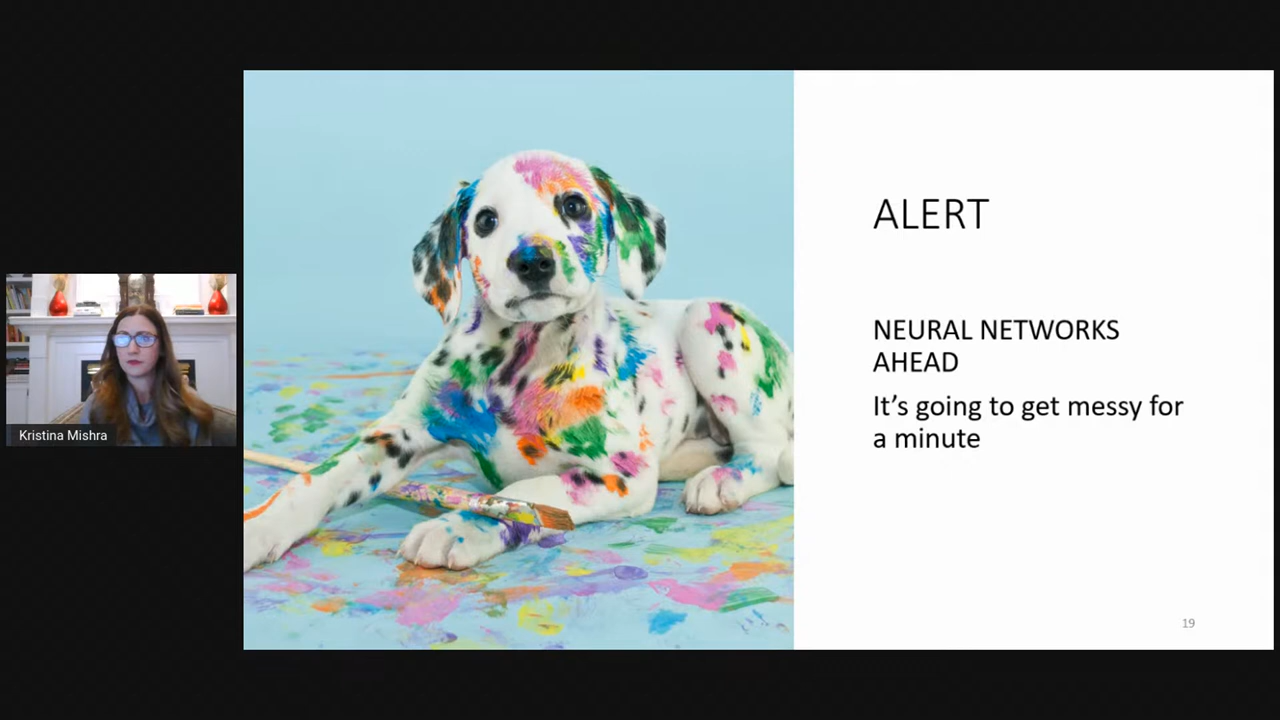 ALERT
NEURAL NETWORKS
AHEAD
It’s going to get messy for
a minute
Kristina Mishra
19